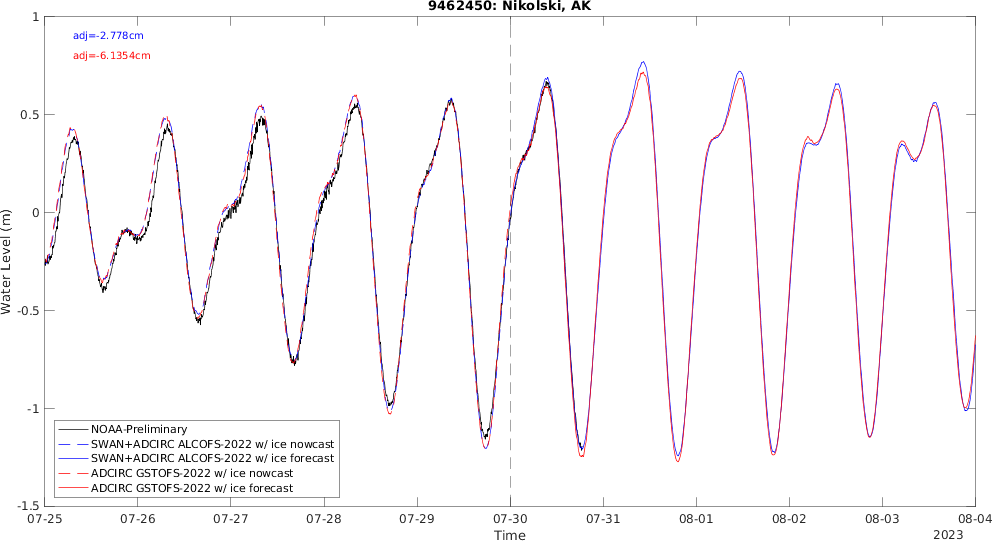 9462450: Nikolski, AK
adj=-2.778cm
adj=-6.1354cm
Water Level (m)
1
0.5
0
-0.5
-1
-1.5
NOAA-Preliminary
SWAN+ADCIRC ALCOFS-2022 w/ ice nowcast
SWAN+ADCIRC ALCOFS-2022 w/ ice forecast
ADCIRC GSTOFS-2022 w/ ice nowcast
ADCIRC GSTOFS-2022 w/ ice forecast
07-25 07-26 07-27 07-28 07-29 07-30 07-31 08-01 08-02 08-03 08-04
Time
2023